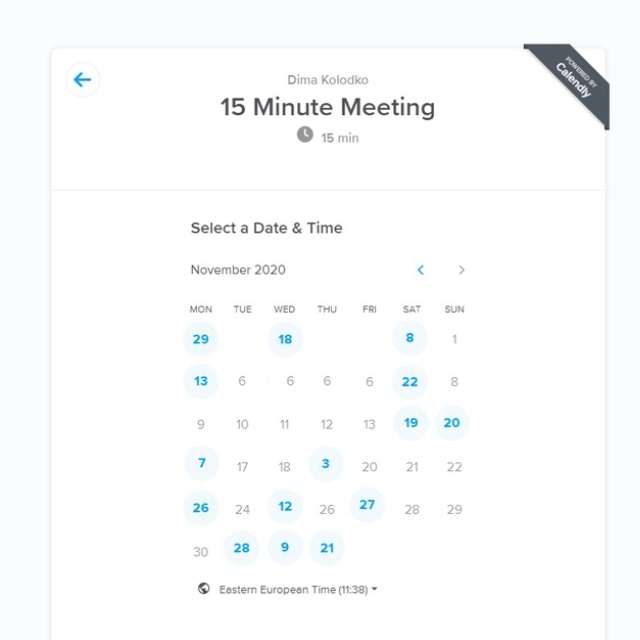 POWERED BY
Calendly
Dima Kolodko
15 Minute Meeting
15 min
Select a Date & Time
November 2020
MON TUE WED THU FRI SAT SUN
29 18 8 1
13 6 6 6 6 22 8
9 10 11 12 13 19 20
7 17 18 3 20 21 22
26 24 12 26 27 28 29
30 28 9 21
Eastern European Time (11:38)